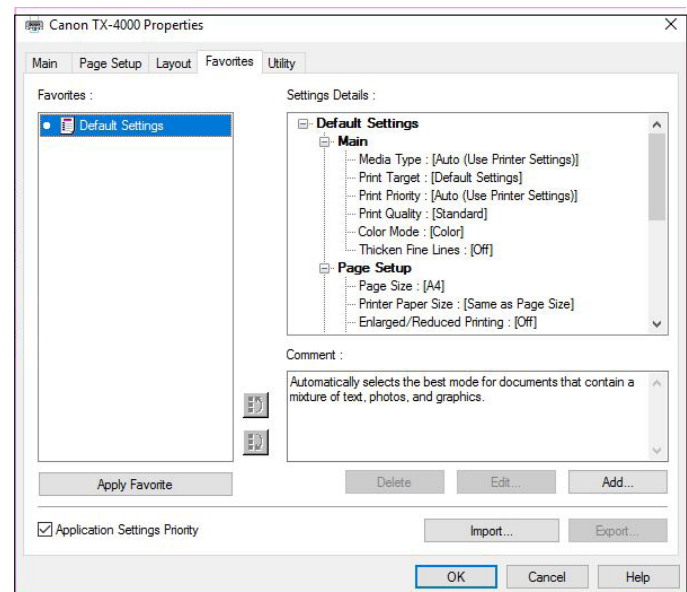 Canon TX-4000 Properties
Main Page Setup Layout Favorites Utility
Favorites :
Default Settings
Apply Favorite
Settings Details :
Default Settings
Main
Media Type : [Auto (Use Printer Settings)]
Print Target : [Default Settings]
Print Priority : [Auto (Use Printer Settings)]
Print Quality : [Standard]
Color Mode : [Color]
Thicken Fine Lines : [Off]
Page Setup
Page Size : [A4]
Printer Paper Size : [Same as Page Size]
Enlarged/Reduced Printing : [Off]
Comment :
Automatically selects the best mode for documents that contain a
mixture of text, photos, and graphics.
Delete Edit... Add...
Application Settings Priority
Import... Export...
OK Cancel Help